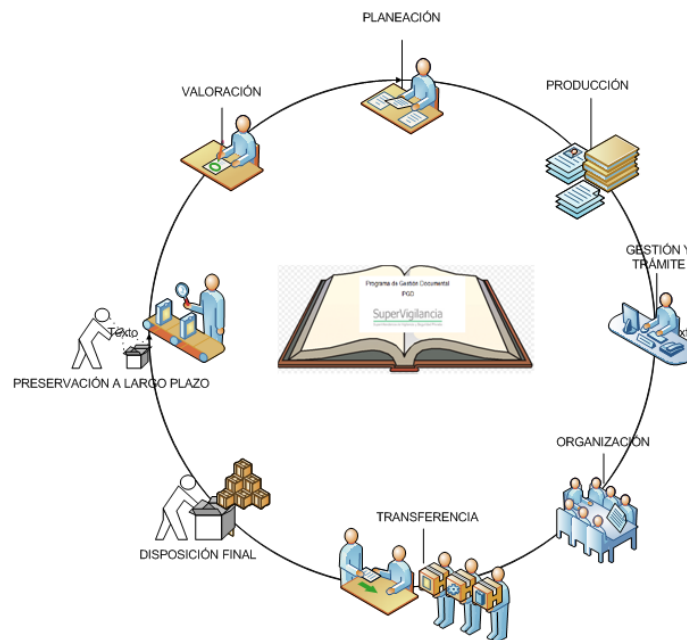 PLANEACIÓN
VALORACIÓN
PRODUCCIÓN
GESTIÓN Y
TRÁMITE
Programa de Gestión Documental
PGD
SuperVigilancia
Texto
PRESERVACIÓN A LARGO PLAZO
ORGANIZACIÓN
TRANSFERENCIA
DISPOSICIÓN FINAL